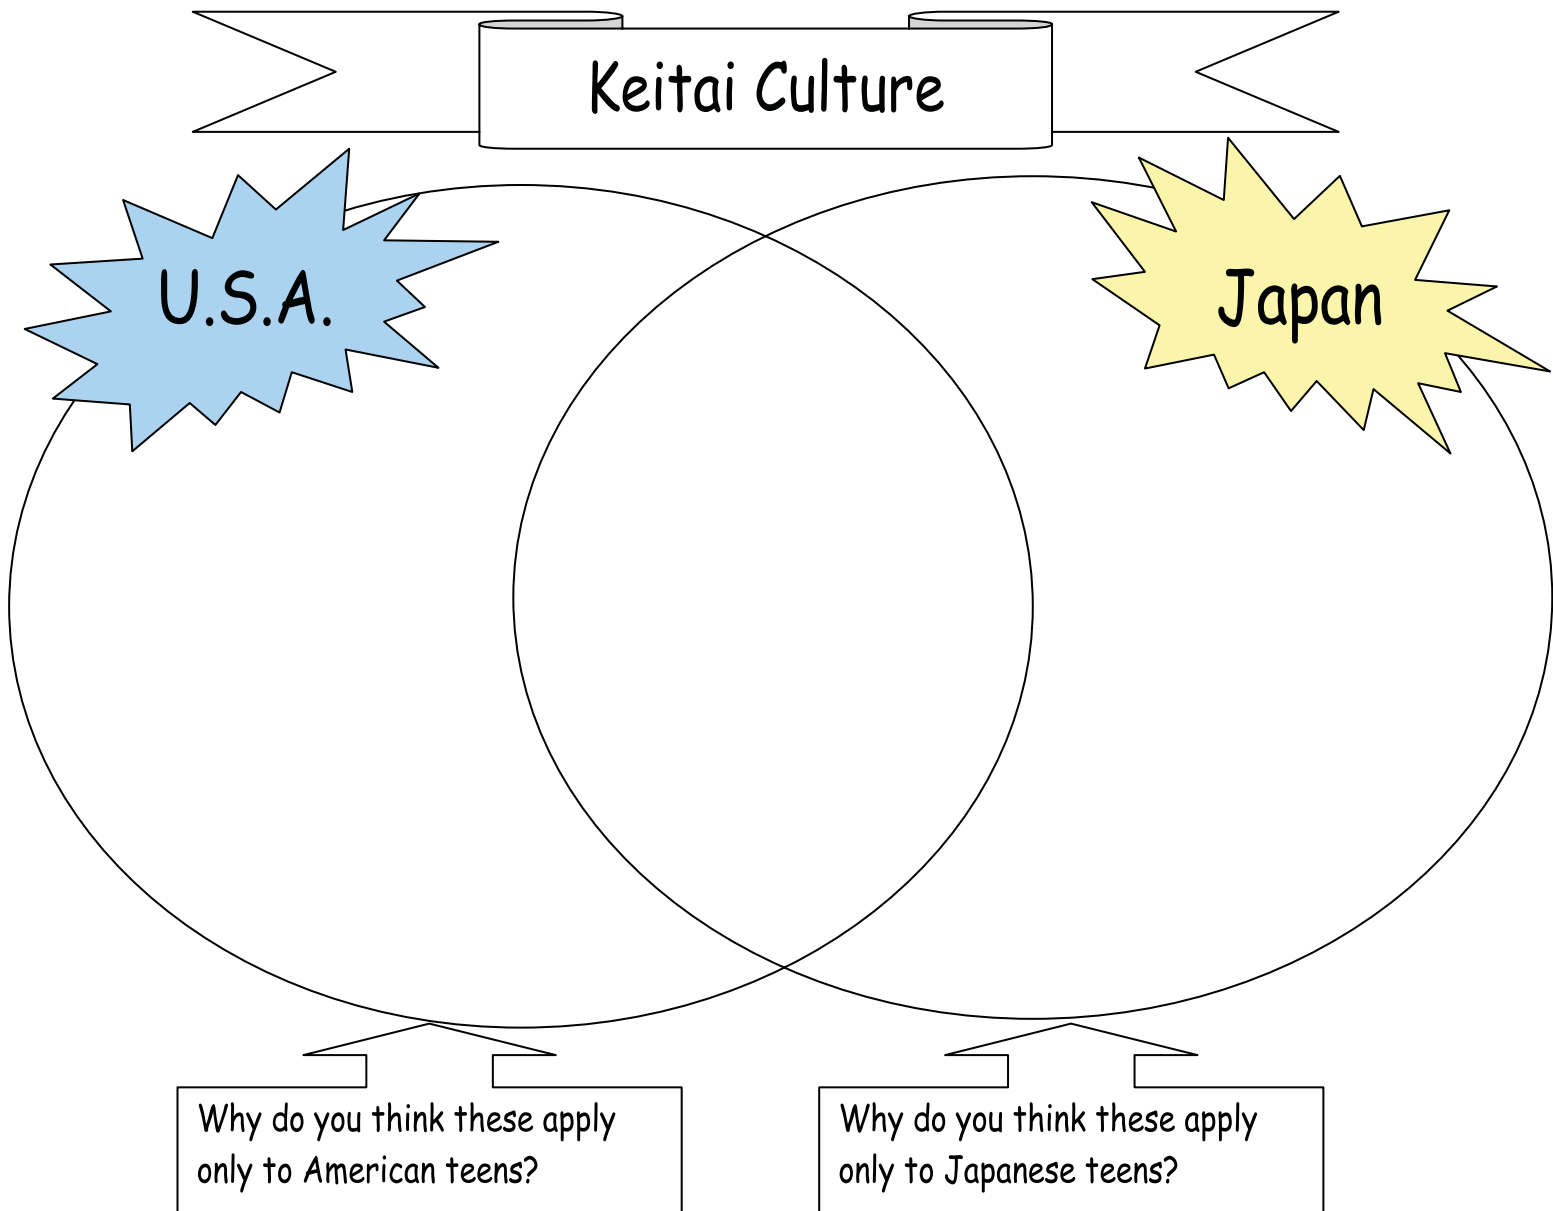 Keitai Culture
U.S.A.
Japan
Why do you think these apply
only to American teens?
Why do you think these apply
only to Japanese teens?